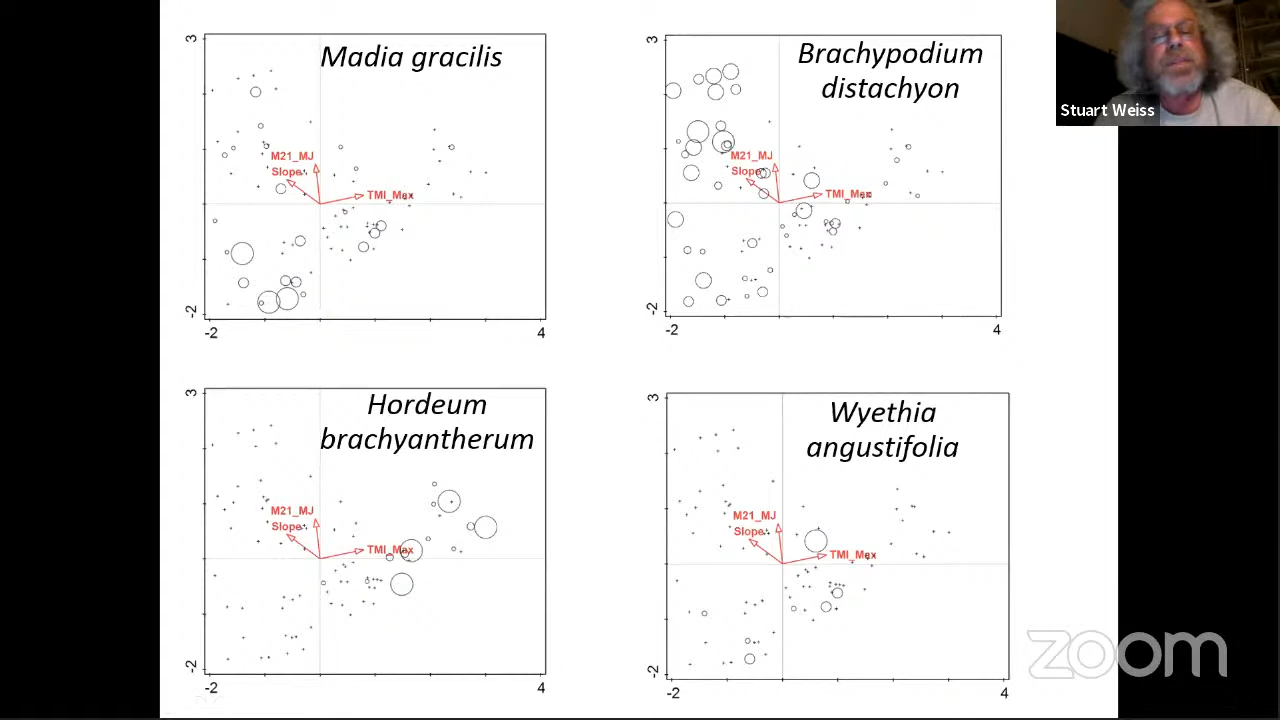 3
Madia gracilis
M21_MJ
Slope
TMI_Max
-2
-2
4
3
Brachypodium
distachyon
M21_MJ
Slope
TMI_Max
-2
-2
4
Stuart Weiss
3
Hordeum
brachyantherum
M21_MJ
Slope
TMI_Max
-2
-2
4
3
Wyethia
angustifolia
M21_MJ
Slope
TMI_Max
-2
-2
4
zoom